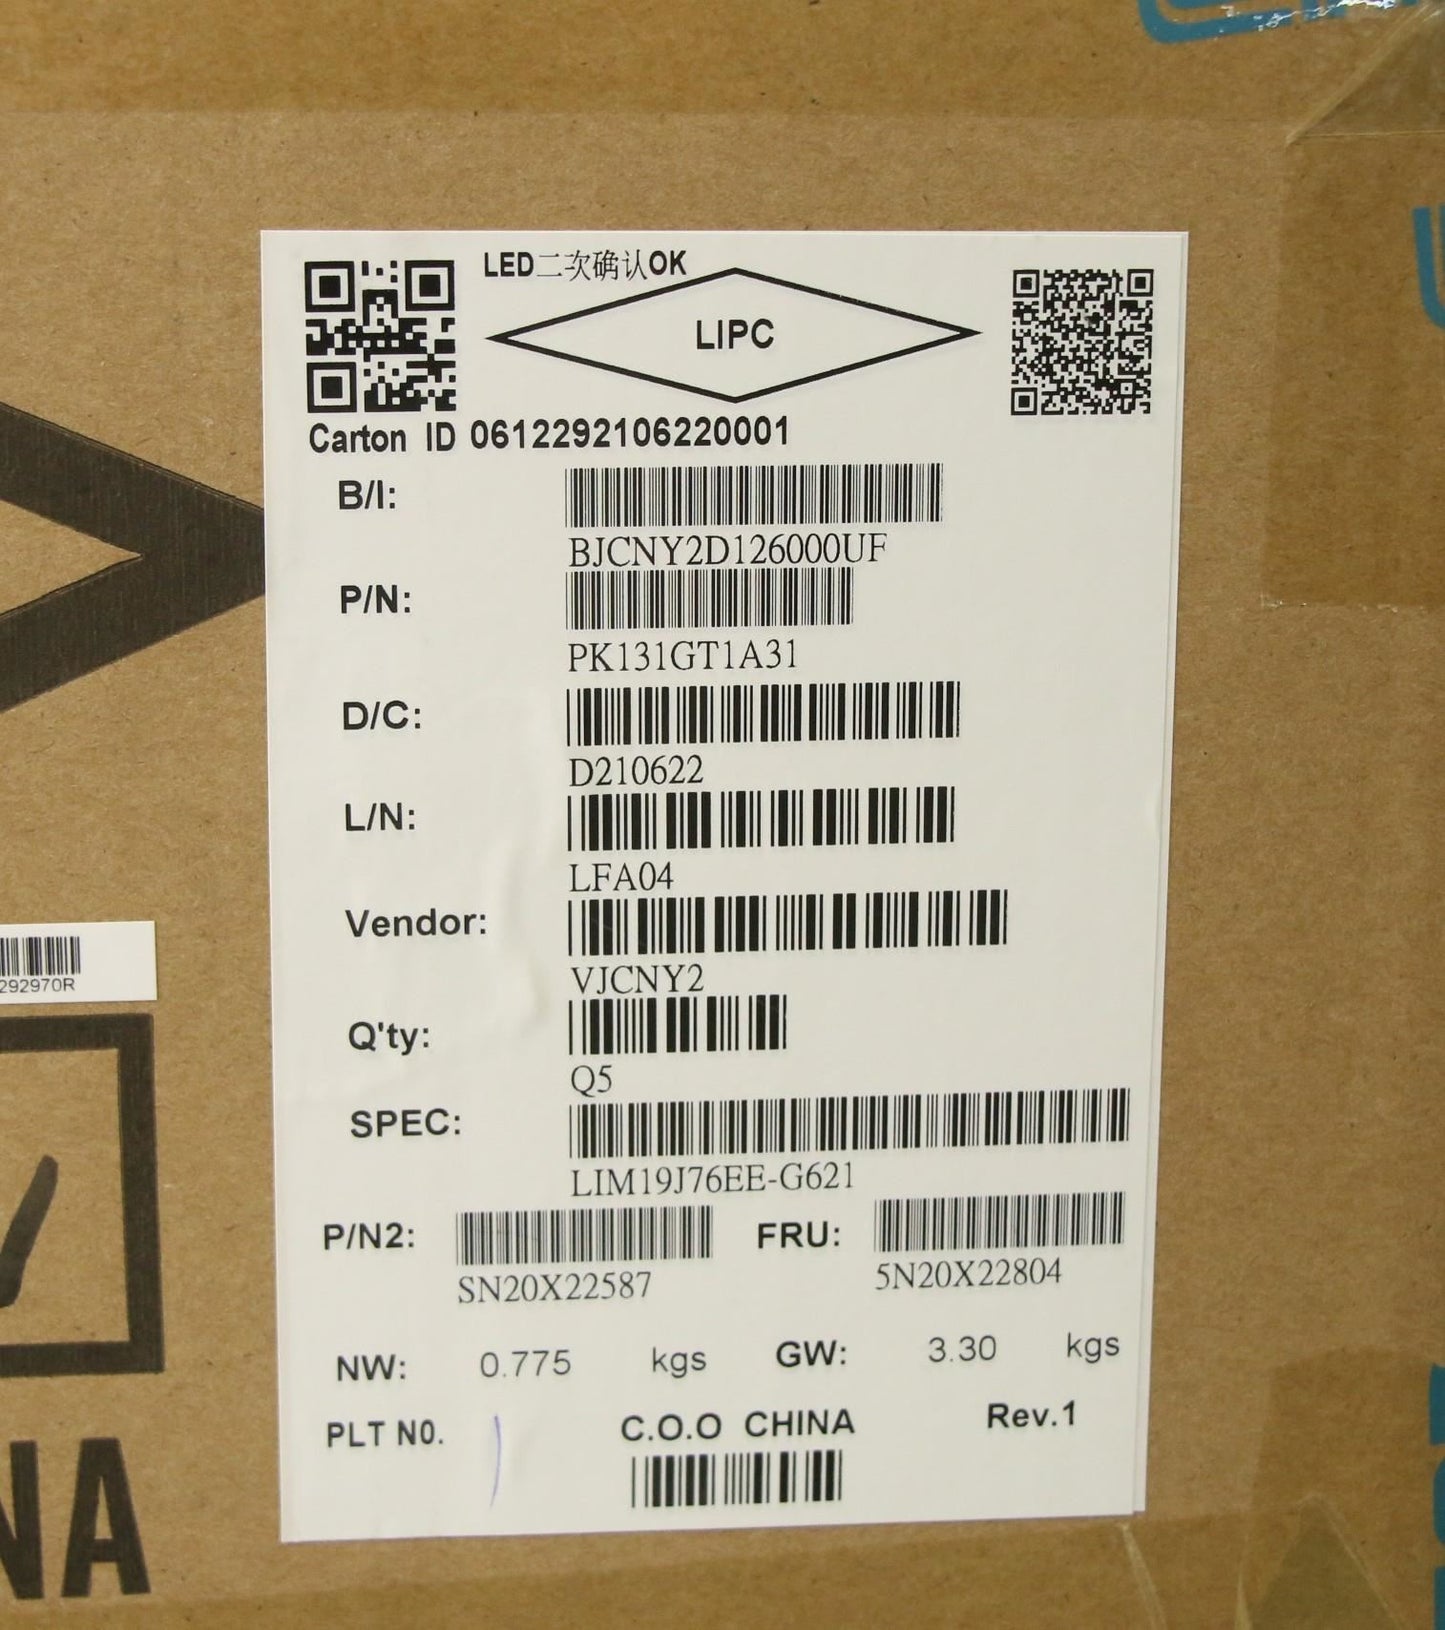 LED二次确认OK
LIPC
Carton ID 0612292106220001
B/I:
BJCNY2D126000UF
P/N:
PK131GT1A31
D/C:
D210622
L/N:
LFA04
Vendor:
VJCNY2
Q'ty:
Q5
SPEC:
LIM19J76EE-G621
P/N2:
SN20X22587
FRU:
5N20X22804
NW: 0.775 kgs GW: 3.30 kgs
PLT NO. C.O.O CHINA Rev.1
292970R
NA